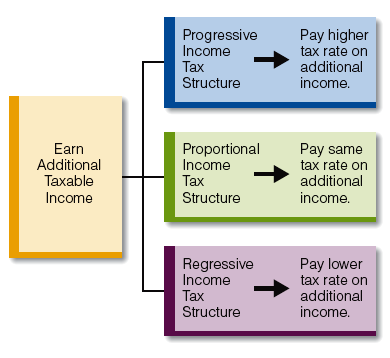 Earn
Additional
Taxable
Income
Progressive
Income
Tax
Structure
Pay higher
tax rate on
additional
income.
Proportional
Income
Tax
Structure
Pay same
tax rate on
additional
income.
Regressive
Income
Tax
Structure
Pay lower
tax rate on
additional
income.